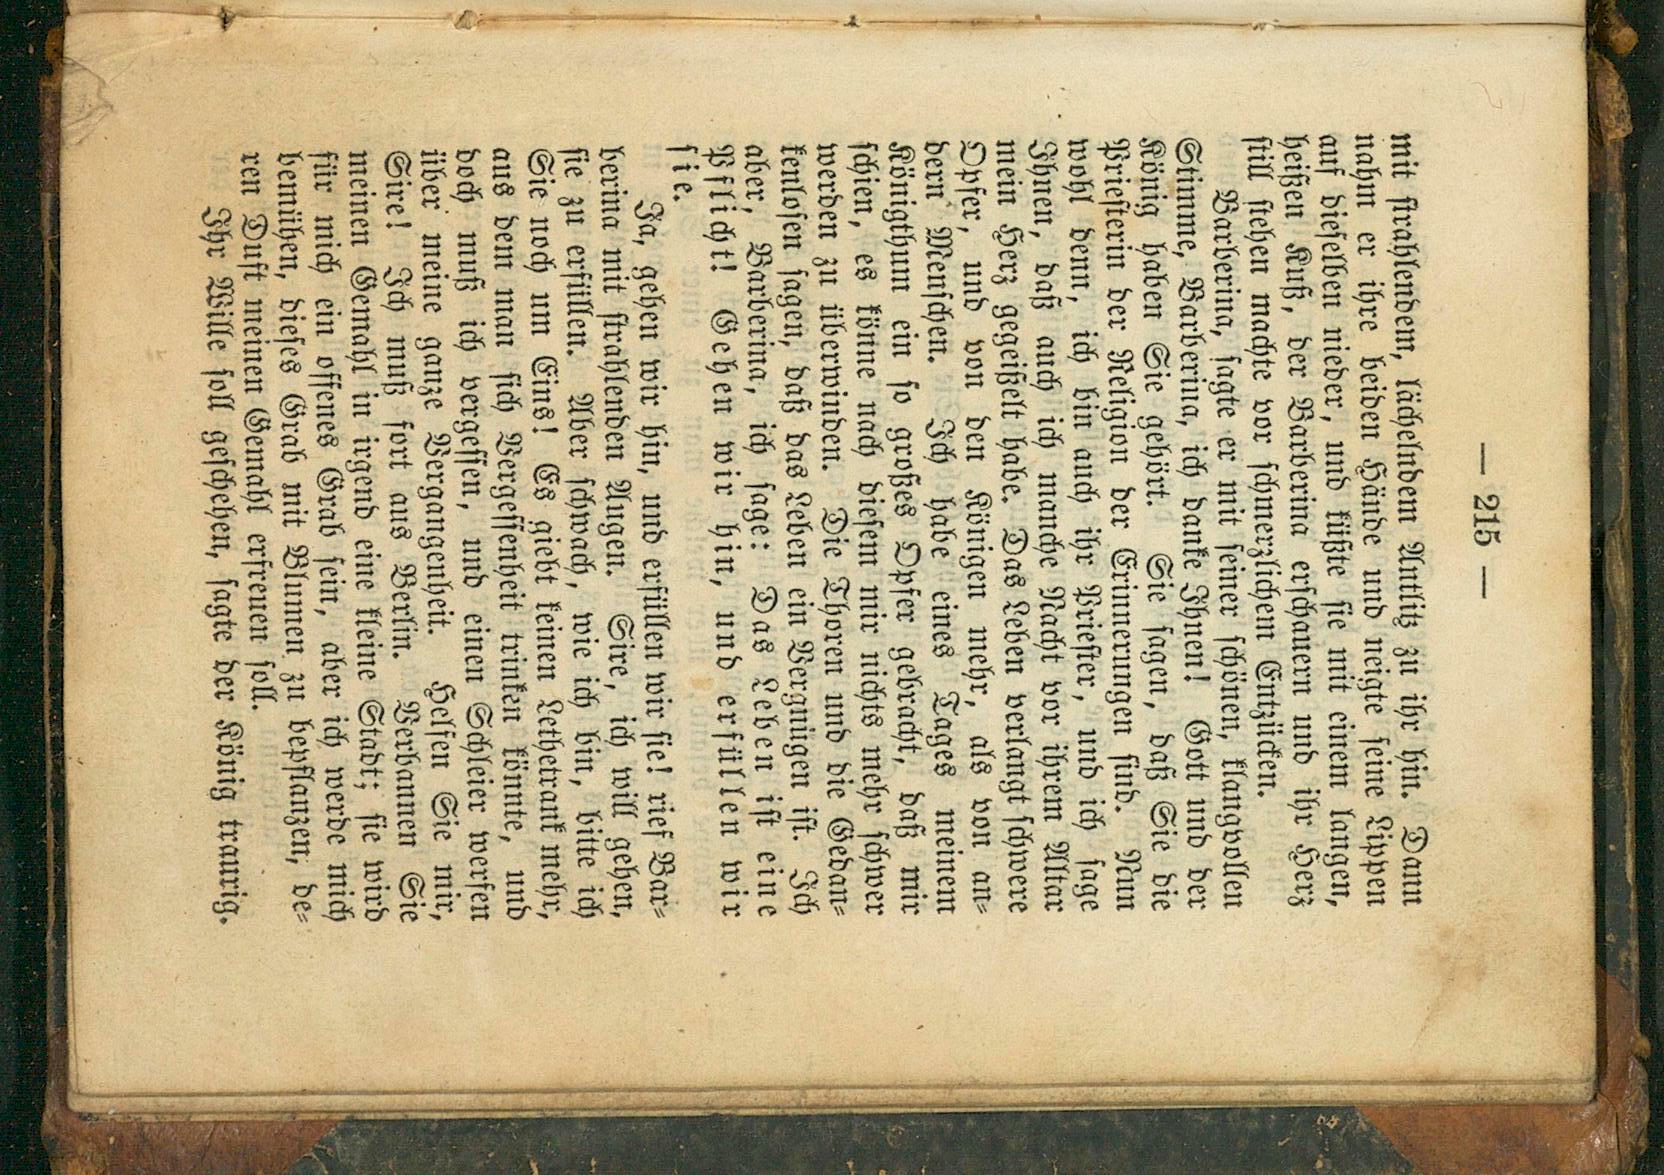 — 215 —
mit strahlendem, lächelndem Antlitz zu ihr hin. Dann
nahm er ihre beiden Hände und neigte seine Lippen
auf dieselben nieder, und küßte sie mit einem langen,
heißen Kuß, der Barberina erschauern und ihr Herz
still stehen machte vor schmerzlichem Entzücken.
Barberina, sagte er mit seiner schönen, klangvollen
Stimme, Barberina, ich danke Ihnen! Gott und der
König haben Sie gehört. Sie sagen, daß Sie die
Priesterin der Religion der Erinnerungen sind. Nun
wohl denn, ich bin auch ihr Priester, und ich sage
Ihnen, daß auch ich manche Nacht vor ihrem Altar
mein Herz gegeißelt habe. Das Leben verlangt schwere
Opfer, und von den Königen mehr, als von an=
dern Menschen. Ich habe eines Tages meinem
Königthum ein so großes Opfer gebracht, daß mir
schien, es könne nach diesem mir nichts mehr schwer
werden zu überwinden. Die Thoren und die Gedan=
kenlosen sagen, daß das Leben ein Vergnügen ist. Ich
aber, Barberina, ich sage: Das Leben ist eine
Pflicht! Gehen wir hin, und erfüllen wir
sie.
Ja, gehen wir hin, und erfüllen wir sie! rief Bar=
berina mit strahlenden Augen. Sire, ich will gehen,
sie zu erfüllen. Aber schwach, wie ich bin, bitte ich
Sie noch um Eins! Es giebt keinen Lethetrank mehr,
aus dem man sich Vergessenheit trinken könnte, und
doch muß ich vergessen, und einen Schleier werfen
über meine ganze Vergangenheit. Helfen Sie mir,
Sire! Ich muß fort aus Berlin. Verbannen Sie
meinen Gemahl in irgend eine kleine Stadt; sie wird
für mich ein offenes Grab sein, aber ich werde mich
bemühen, dieses Grab mit Blumen zu bepflanzen, de=
ren Duft meinen Gemahl erfreuen soll.
Ihr Wille soll geschehen, sagte der König traurig.